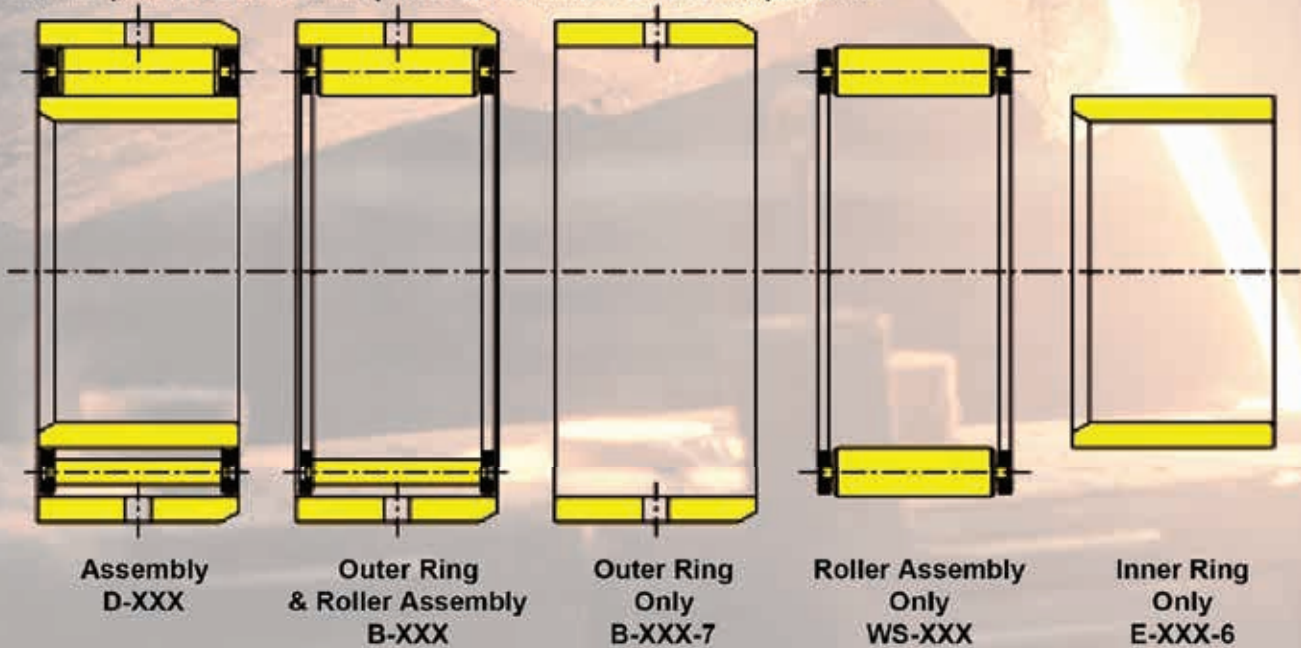 Assembly
D-XXX
Outer Ring
& Roller Assembly
B-XXX
Outer Ring
Only
B-XXX-7
Roller Assembly
Only
WS-XXX
Inner Ring
Only
E-XXX-6